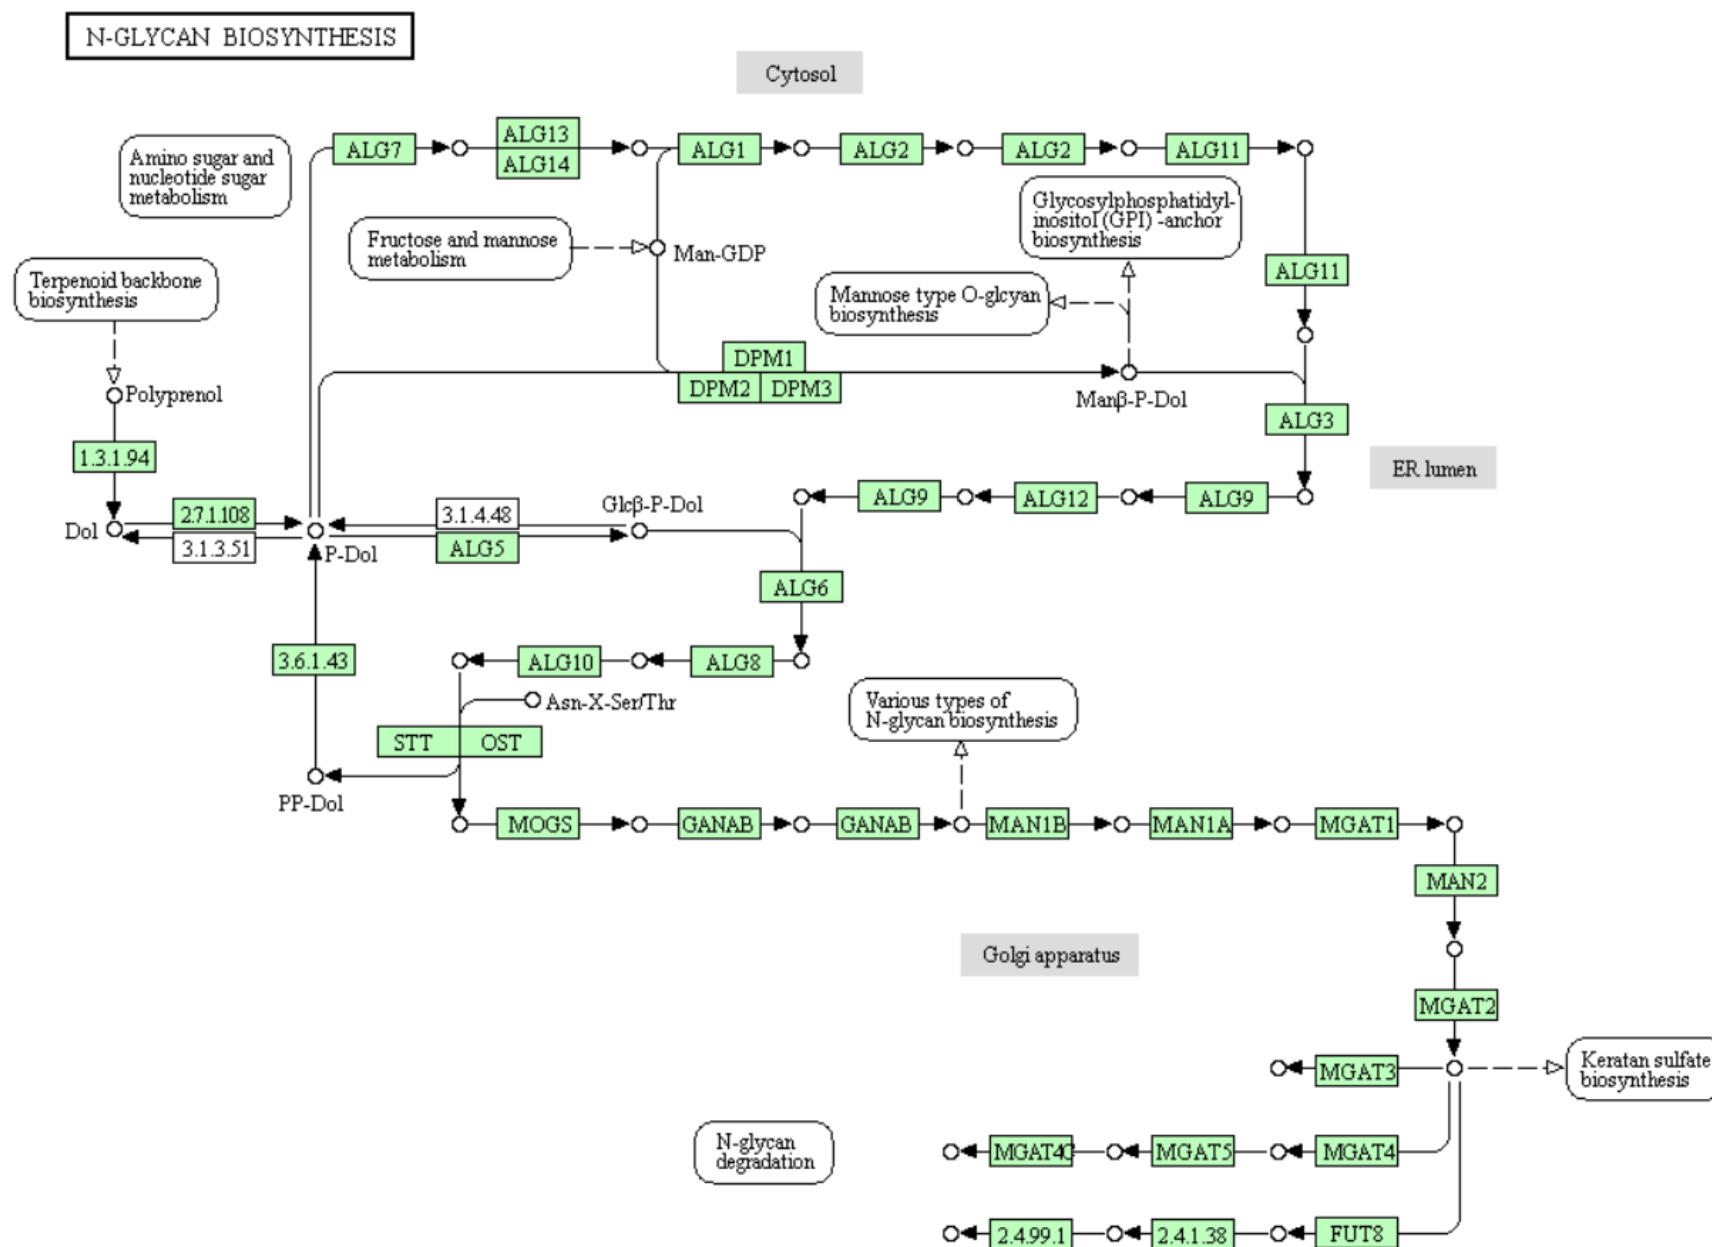 N-GLYCAN BIOSYNTHESIS
Cytosol
Amino sugar and
nucleotide sugar
metabolism
ALG7
ALG13
ALG14
ALG1
ALG2
ALG2
ALG11
Fructose and mannose
metabolism
Man-GDP
Glycosylphosphatidyl-
inositol(GPI) -anchor
biosynthesis
Terpenoid backbone
biosynthesis
Mannose type O-glcyan
biosynthesis
ALG11
DPM1
DPM2
DPM3
Polyprenol
Manβ-P-Dol
ALG3
1.3.1.94
ER lumen
Glcβ-P-Dol
ALG9
ALG12
ALG9
Dol
2.7.1.108
3.1.3.51
P-Dol
3.1.4.48
ALG5
ALG6
3.6.1.43
ALG10
ALG8
Asn-X-Ser/Thr
Various types of
N-glycan biosynthesis
STT
OST
PP-Dol
MOGS
GANAB
GANAB
MAN1B
MAN1A
MGAT1
MAN2
Golgi apparatus
MGAT2
MGAT3
Keratan sulfate
biosynthesis
N-glycan
degradation
MGAT4C
MGAT5
MGAT4
2.4.99.1
2.4.1.38
FUT8